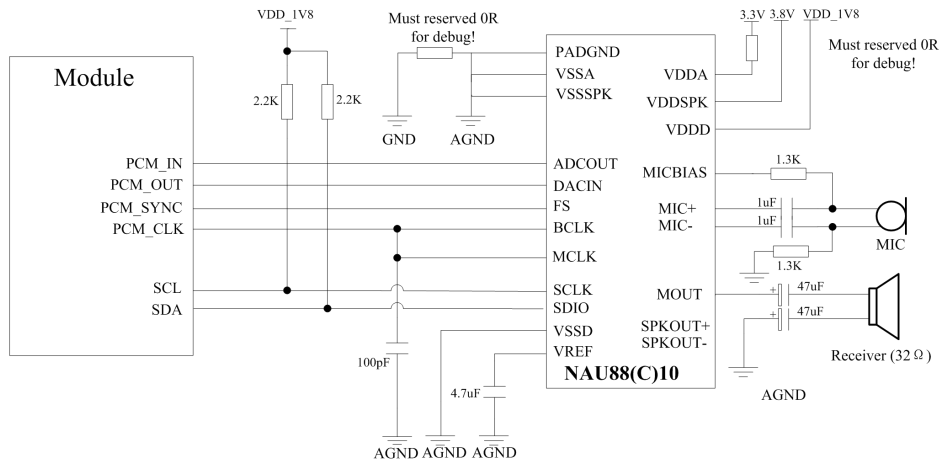 VDD_1V8
Must reserved 0R
for debug!
3.3V 3.8V VDD_1V8
Must reserved 0R
for debug!
Module
2.2K
2.2K
GND
AGND
PADGND
VSSA
VSSSPK
VDDA
VDDSPK
VDDD
PCM_IN
PCM_OUT
PCM_SYNC
PCM_CLK
SCL
SDA
ADCOUT
DACIN
FS
BCLK
MCLK
SCLK
SDIO
VSSD
VREF
NAU88(C)10
MICBIAS
MIC+
MIC-
MOUT
SPKOUT+
SPKOUT-
1.3K
1uF
1uF
MIC
1.3K
+
47uF
+
47uF
Receiver (32Ω)
AGND
100pF
4.7uF
AGND
AGND
AGND